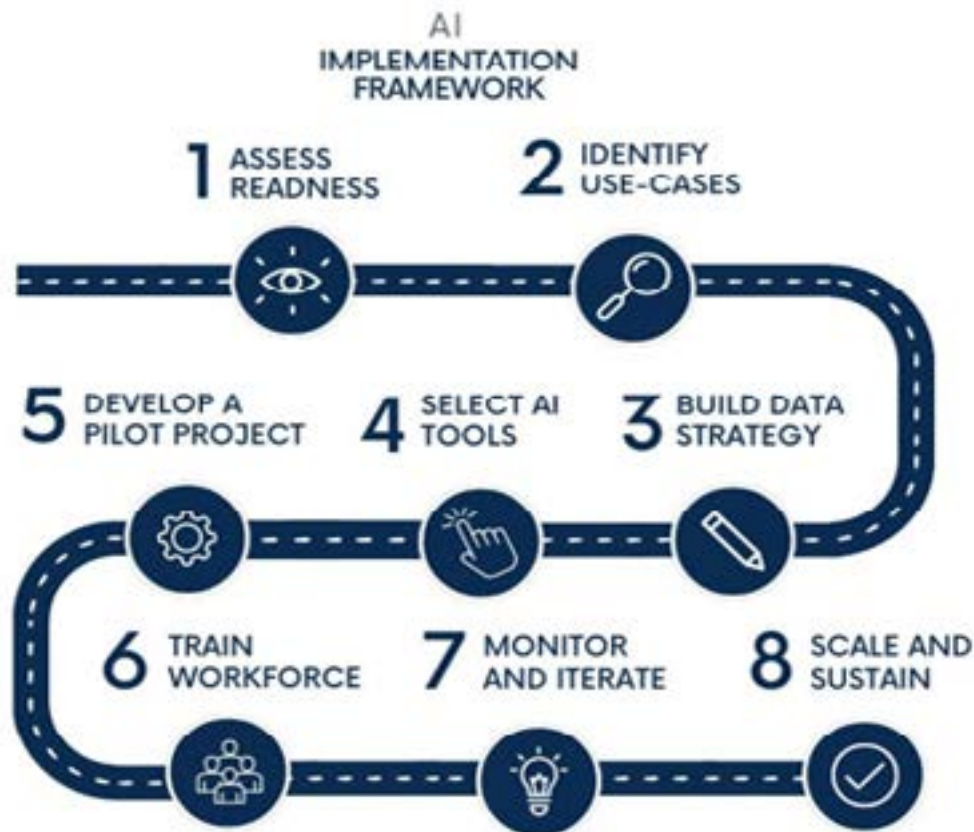 AI
IMPLEMENTATION
FRAMEWORK
1 ASSESS
READNESS
2 IDENTIFY
USE-CASES
3 BUILD DATA
STRATEGY
4 SELECT AI
TOOLS
5 DEVELOP A
PILOT PROJECT
6 TRAIN
WORKFORCE
7 MONITOR
AND ITERATE
8 SCALE AND
SUSTAIN